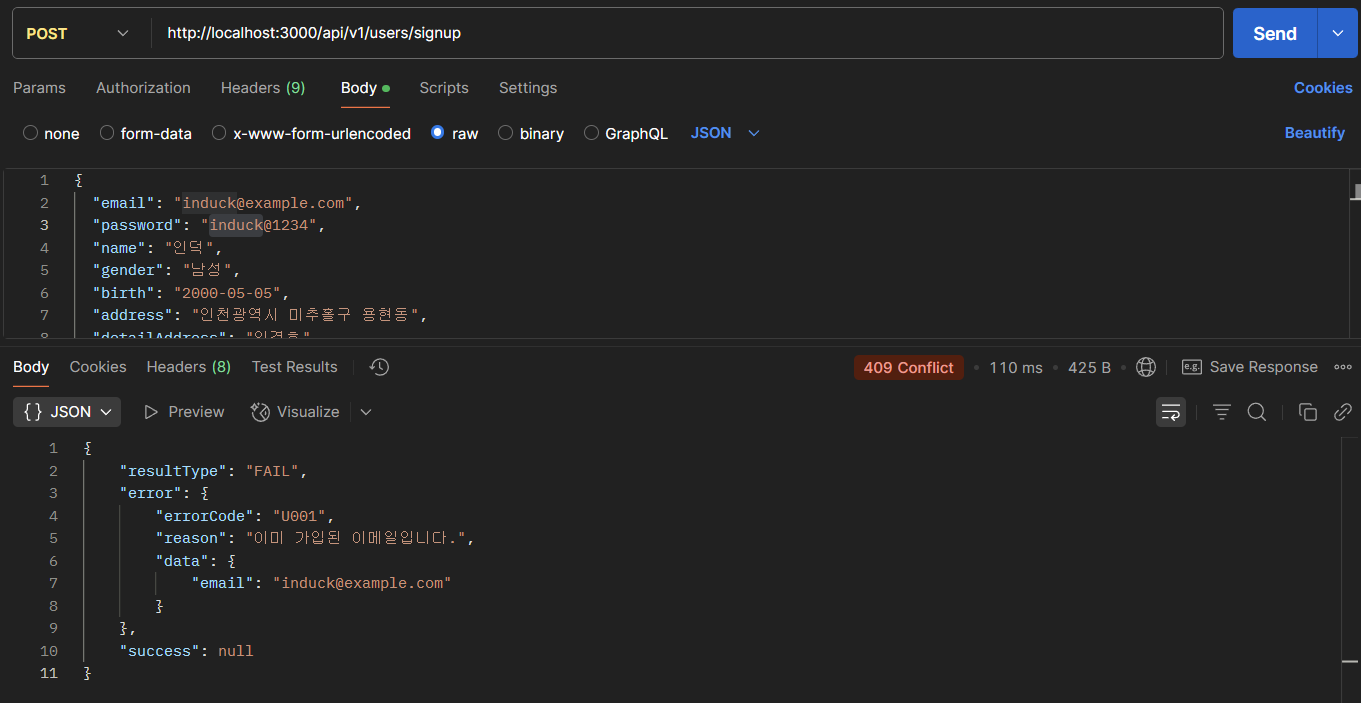 POST http://localhost:3000/api/v1/users/signup Send
Params Authorization Headers (9) Body Scripts Settings Cookies
none form-data x-www-form-urlencoded raw binary GraphQL JSON Beautify
1 {
2 "email": "induck@example.com",
3 "password": "induck@1234",
4 "name": "인덕",
5 "gender": "남성",
6 "birth": "2000-05-05",
7 "address": "인천광역시 미추홀구 용현동",
8 "detailAddress":
Body Cookies Headers (8) Test Results 409 Conflict 110 ms 425 B e.g. Save Response
{} JSON Preview Visualize
1 {
2 "resultType": "FAIL",
3 "error": {
4 "errorCode": "U001",
5 "reason": "이미 가입된 이메일입니다.",
6 "data": {
7 "email": "induck@example.com"
8 }
9 },
10 "success": null
11 }